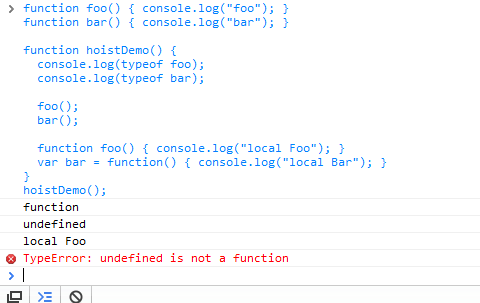 function foo() { console.log("foo"); }
function bar() { console.log("bar"); }
function hoistDemo() {
console.log(typeof foo);
console.log(typeof bar);
foo();
bar();
function foo() { console.log("local Foo"); }
var bar = function() { console.log("local Bar"); }
}
hoistDemo();
function
undefined
local Foo
TypeError: undefined is not a function